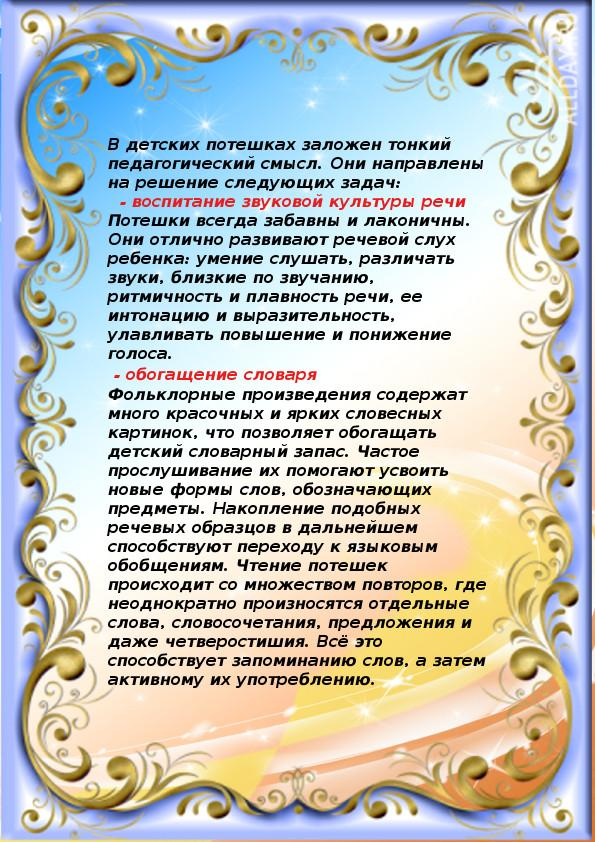 В детских потешках заложен тонкий
педагогический смысл. Они направлены
на решение следующих задач:
- воспитание звуковой культуры речи
Потешки всегда забавны и лаконичны.
Они отлично развивают речевой слух
ребенка: умение слушать, различать
звуки, близкие по звучанию,
ритмичность и плавность речи, ее
интонацию и выразительность,
улавливать повышение и понижение
голоса.
- обогащение словаря
Фольклорные произведения содержат
много красочных и ярких словесных
картинок, что позволяет обогащать
детский словарный запас. Частое
прослушивание их помогают усвоить
новые формы слов, обозначающих
предметы. Накопление подобных
речевых образцов в дальнейшем
способствуют переходу к языковым
обобщениям. Чтение потешек
происходит со множеством повторов, где
неоднократно произносятся отдельные
слова, словосочетания, предложения и
даже четверостишия. Всё это
способствует запоминанию слов, а затем
активному их употреблению.